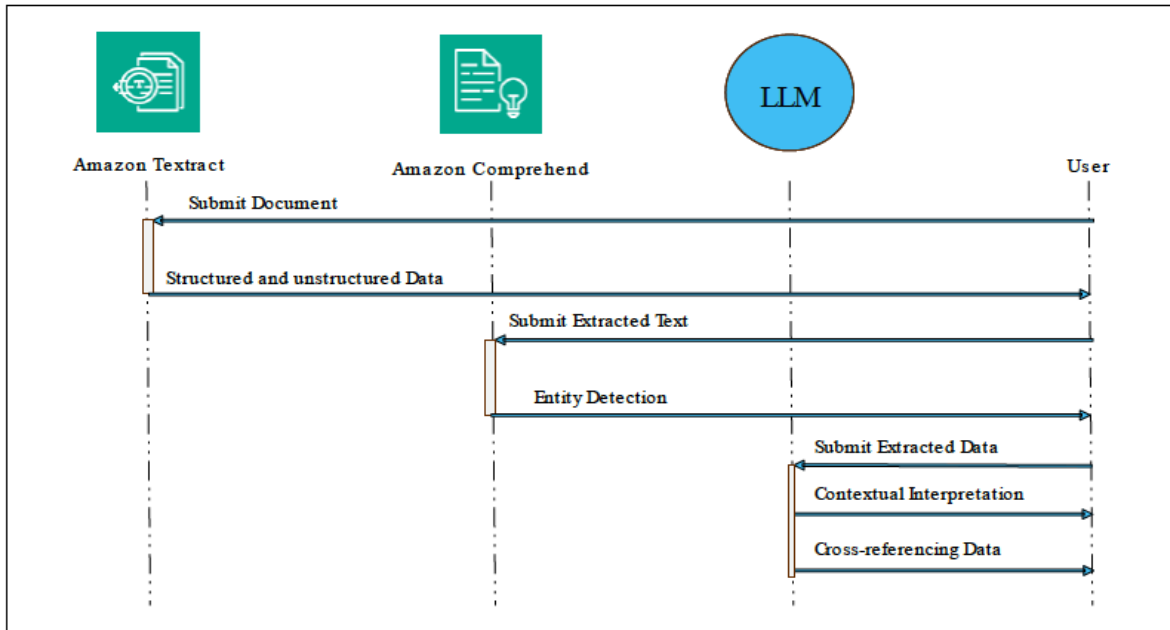 LLM
Amazon Textract
Amazon Comprehend
User
Submit Document
Structured and unstructured Data
Submit Extracted Text
Entity Detection
Submit Extracted Data
Contextual Interpretation
Cross-referencing Data